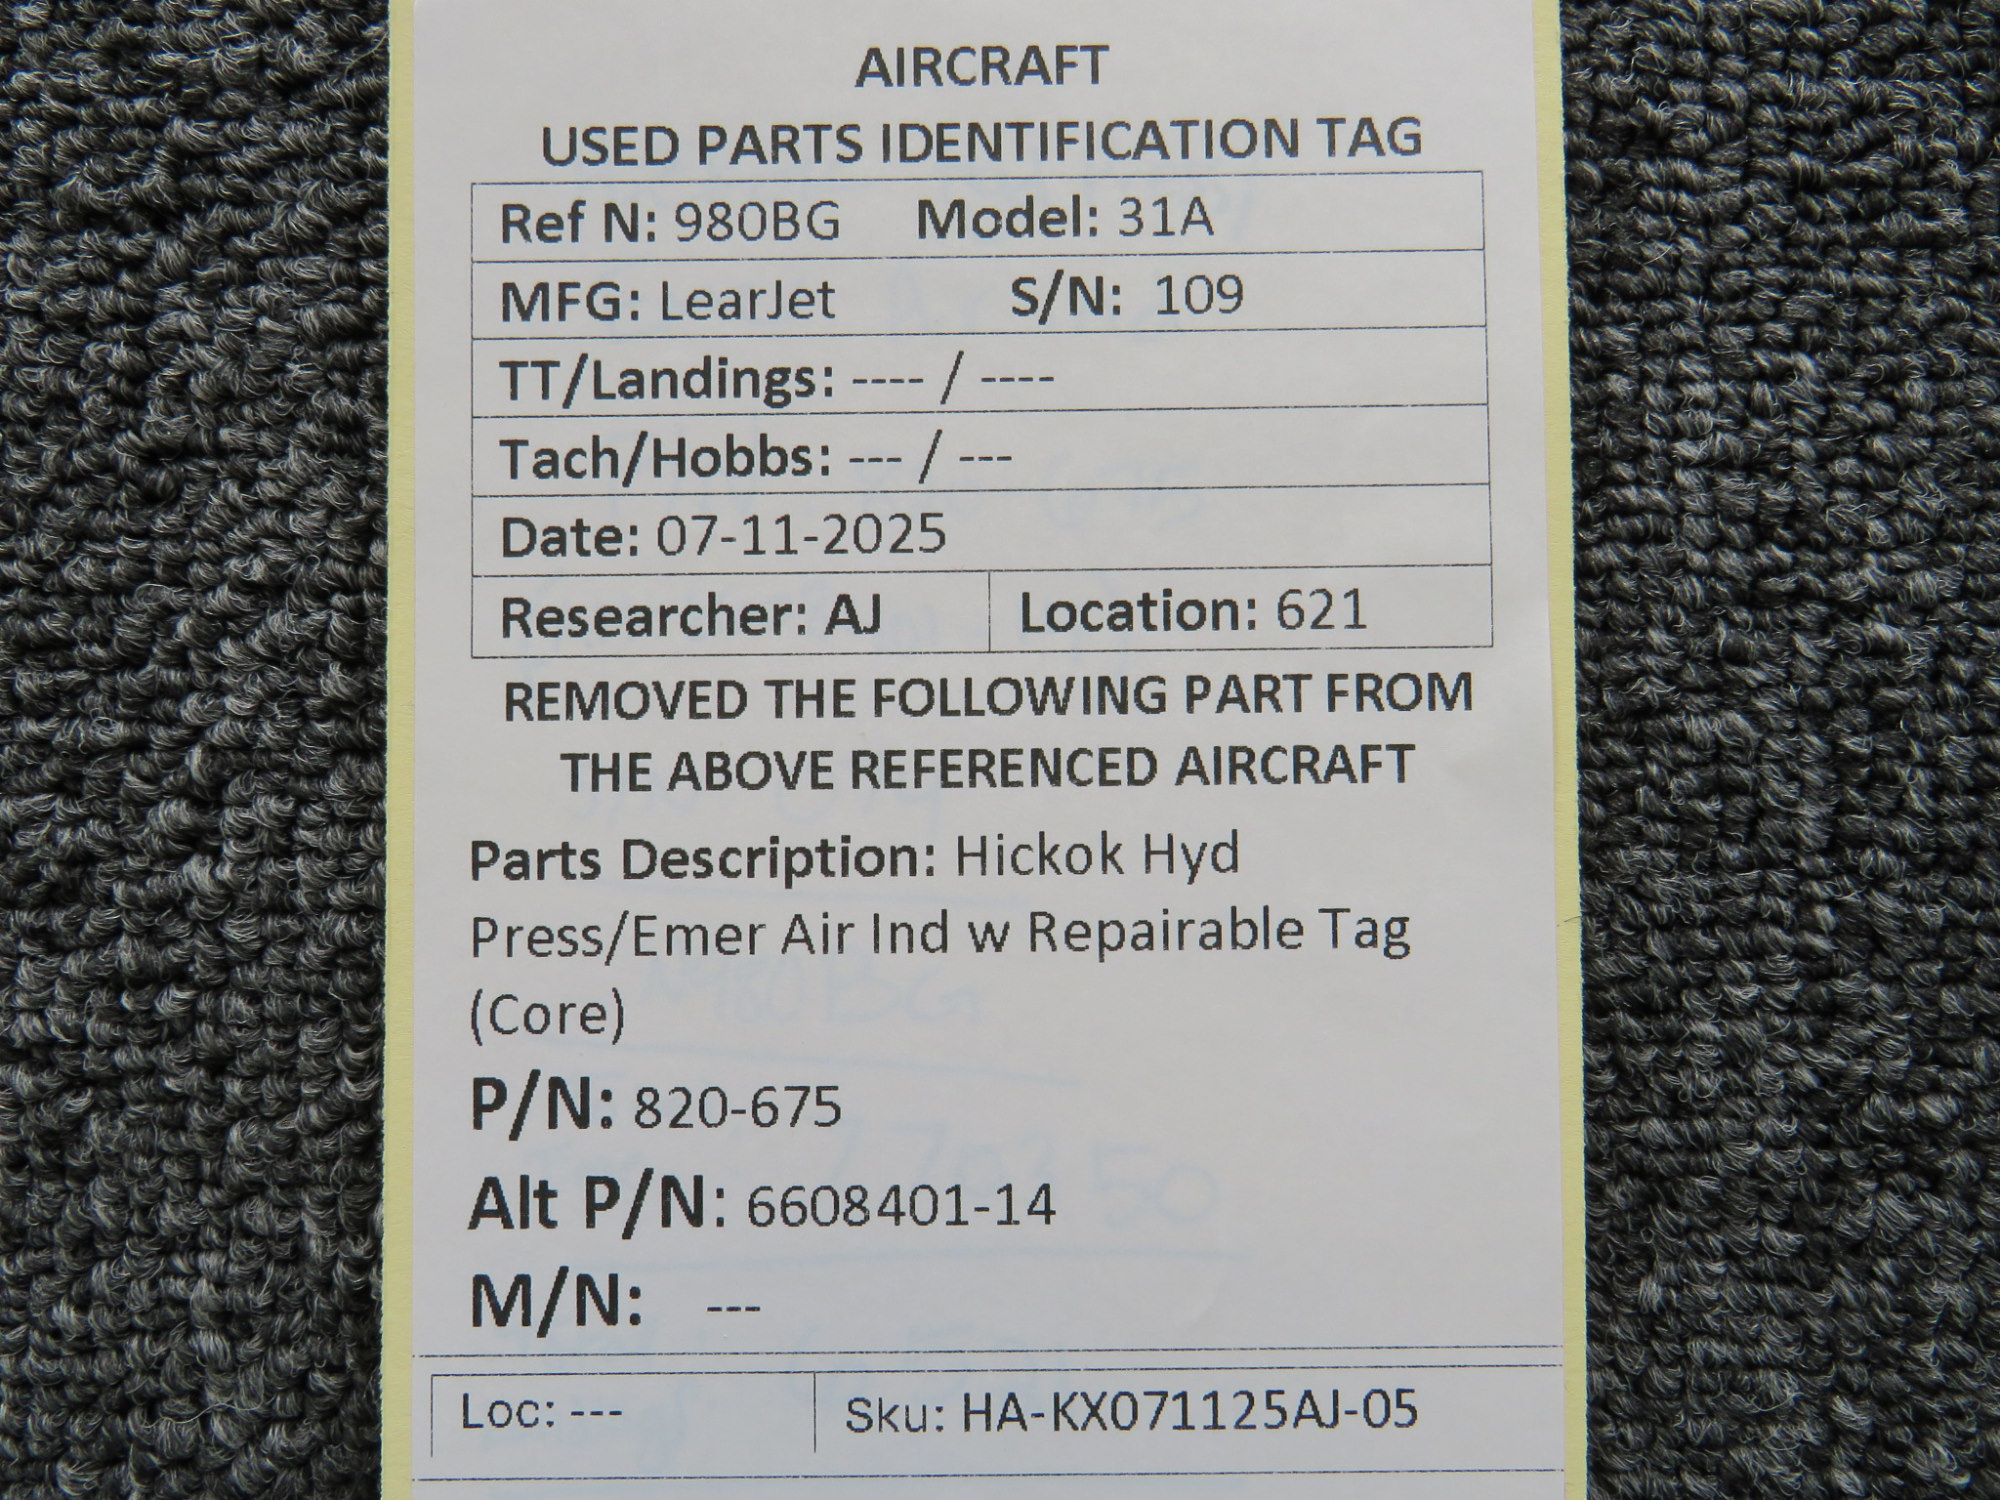 AIRCRAFT
USED PARTS IDENTIFICATION TAG
Ref N: 980BG Model: 31A
MFG: LearJet S/N: 109
TT/Landings: ---- / ----
Tach/Hobbs: --- / ---
Date: 07-11-2025
Researcher: AJ Location: 621
REMOVED THE FOLLOWING PART FROM
THE ABOVE REFERENCED AIRCRAFT
Parts Description: Hickok Hyd
Press/Emer Air Ind w Repairable Tag
(Core)
P/N: 820-675
Alt P/N: 6608401-14
M/N: ---
Loc: --- Sku: HA-KX071125AJ-05